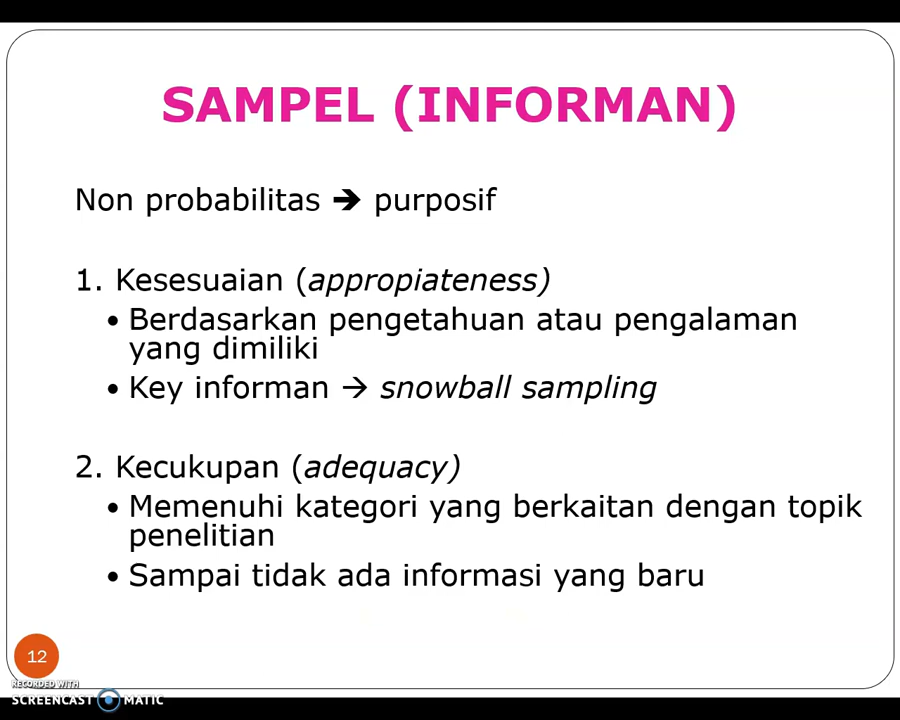 SAMPEL (INFORMAN)
Non probabilitas ➔ purposif
1. Kesesuaian (appropiateness)
• Berdasarkan pengetahuan atau pengalaman
yang dimiliki
• Key informan → snowball sampling
2. Kecukupan (adequacy)
• Memenuhi kategori yang berkaitan dengan topik
penelitian
• Sampai tidak ada informasi yang baru
12
RECORDED WITH
SCREENCAST MATIC